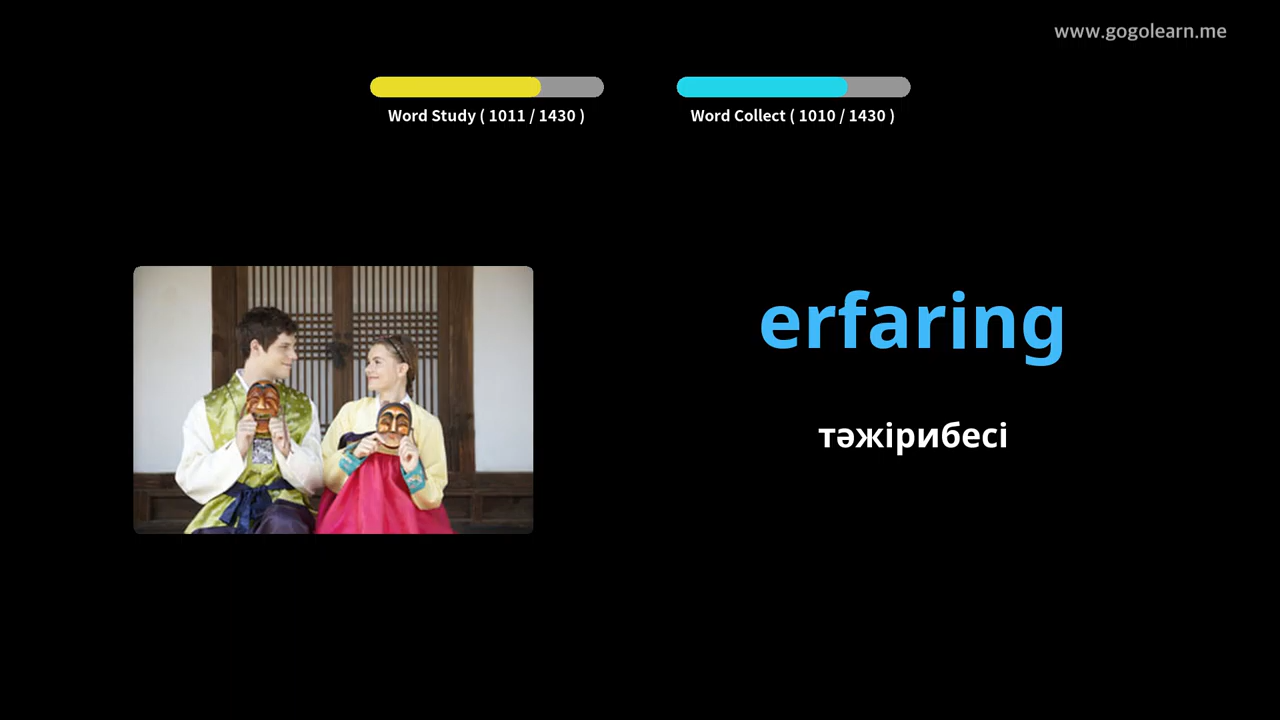 www.gogolearn.me
Word Study ( 1011 / 1430 )
Word Collect ( 1010 / 1430 )
erfaring
тәжірибесі